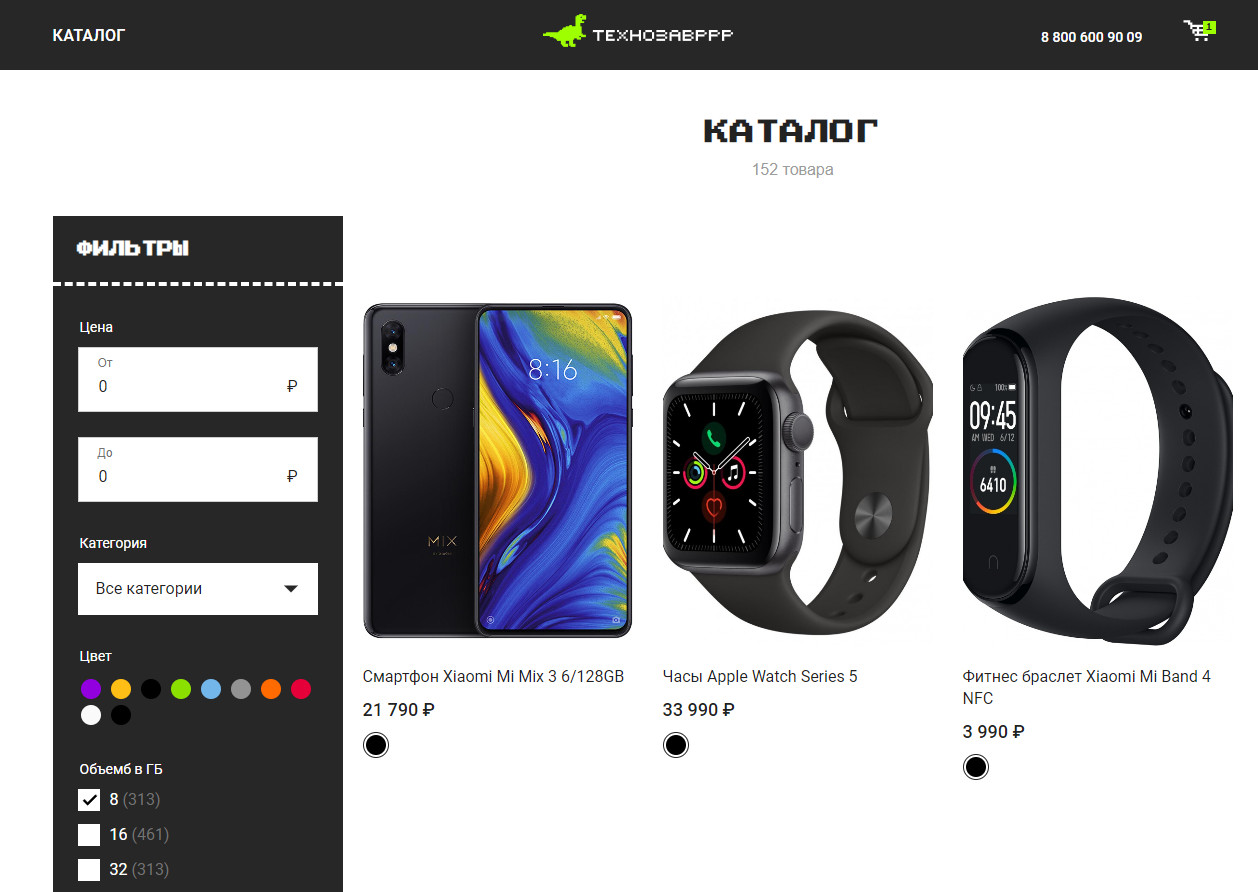 КАТАЛОГ
ТЕХНОЗАВРРР
8 800 600 90 09
1
КАТАЛОГ
152 товара
ФИЛЬТРЫ
Цена
От
0 ₽
До
0 ₽
Категория
Все категории
Цвет
Объемб в ГБ
8 (313)
16 (461)
32 (313)
8:16
MIX
Смартфон Xiaomi Mi Mix 3 6/128GB
21 790 ₽
Часы Apple Watch Series 5
33 990 ₽
100%
09:45
AM WED 6/12
6410
Фитнес браслет Xiaomi Mi Band 4
NFC
3 990 ₽